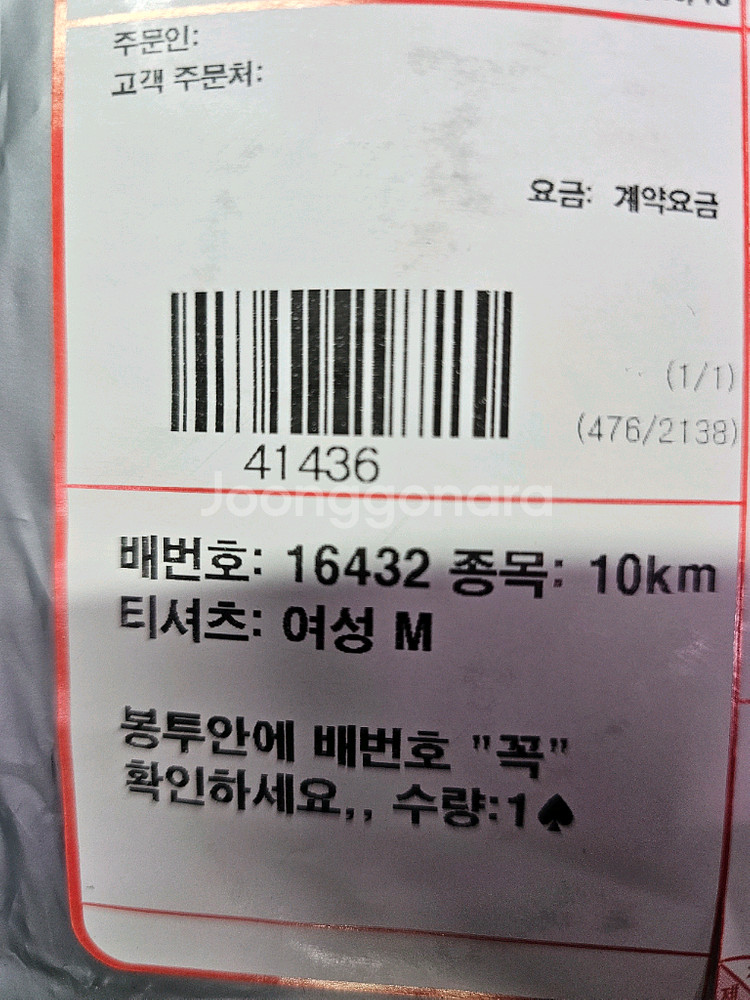 주문인:
고객 주문처:
요금: 계약요금
(1/1)
(476/2138)
41436
Joonggonara
배번호: 16432 종목: 10km
티셔츠: 여성 M
봉투안에 배번호 "꼭"
확인하세요,, 수량:1♠